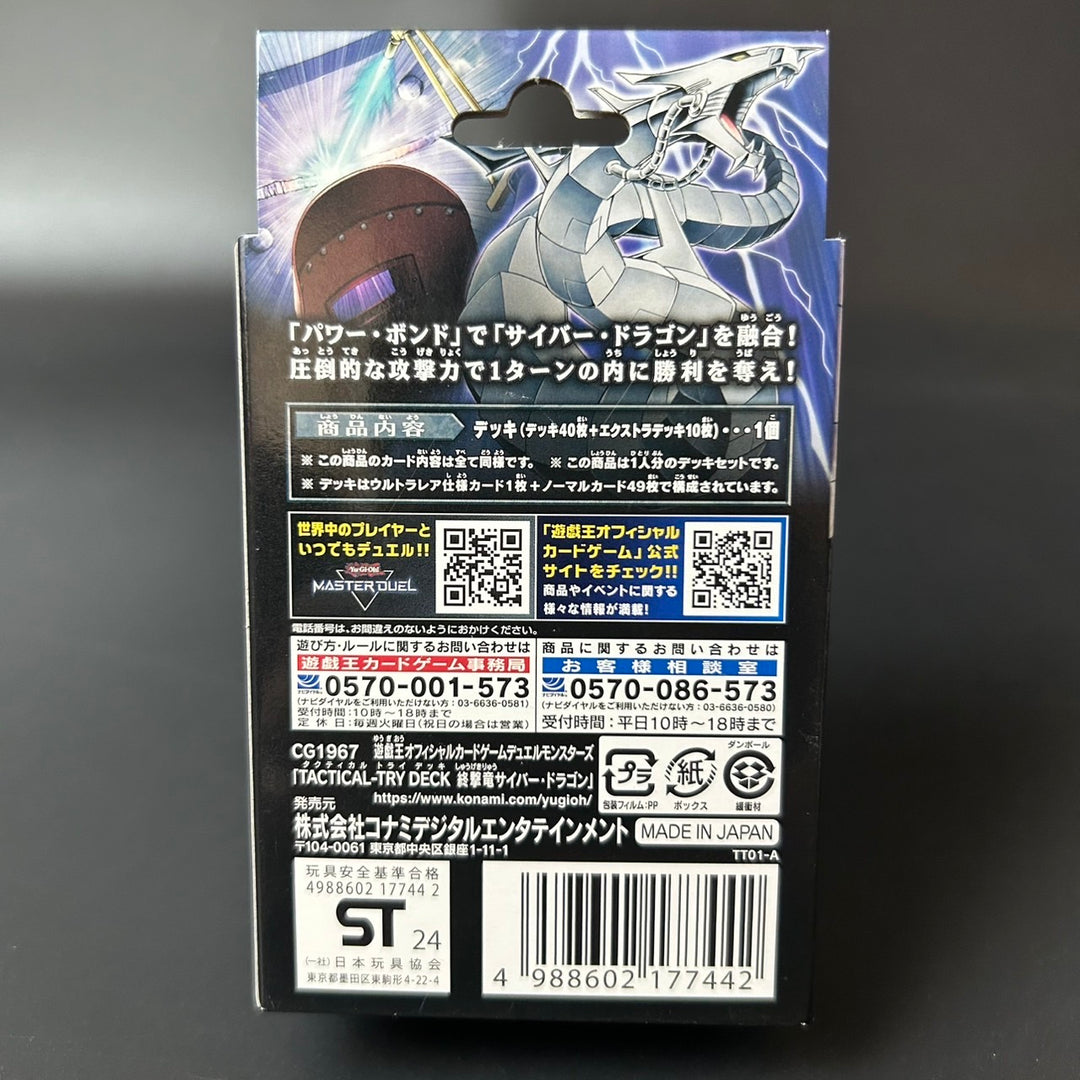 「パワー・ボンド」で「サイバー・ドラゴン」を融合!
圧倒的な攻撃力で1ターンの内に勝利を奪え!
商品内容 デッキ(デッキ40枚+エクストラデッキ10枚)・・・1個
※ この商品のカード内容は全て同様です。 ※ この商品は1人分のデッキセットです。
※ デッキはウルトラレア仕様カード1枚+ノーマルカード49枚で構成されています。
世界中のプレイヤーと
いつでもデュエル!!
Yu-Gi-Oh!
MASTER DUEL
「遊戯王オフィシャル
カードゲーム」公式
サイトをチェック!!
商品やイベントに関する
様々な情報が満載!
電話番号は、お間違えのないようにおかけください。
遊び方・ルールに関するお問い合わせは
遊戯王カードゲーム事務局
ナビダイヤル 0570-001-573
(ナビダイヤルをご利用いただけない方:03-6636-0581)
受付時間:10時~18時まで
定休日:毎週火曜日(祝日の場合は営業)
商品に関するお問い合わせは
お客様相談室
ナビダイヤル 0570-086-573
(ナビダイヤルをご利用いただけない方:03-6636-0580)
受付時間:平日10時~18時まで
CG1967 遊戯王オフィシャルカードゲームデュエルモンスターズ
「TACTICAL-TRY DECK 終撃竜サイバー・ドラゴン」
https://www.konami.com/yugioh/
プラ
包装フィルム:PP
紙
ボックス
ダンボール
緩衝材
発売元
株式会社コナミデジタルエンタテインメント
〒104-0061 東京都中央区銀座1-11-1
MADE IN JAPAN
TT01-A
玩具安全基準合格
4988602 17744 2
ST 24
(一社)日本玩具協会
東京都墨田区東駒形4-22-4
4 988602 177442